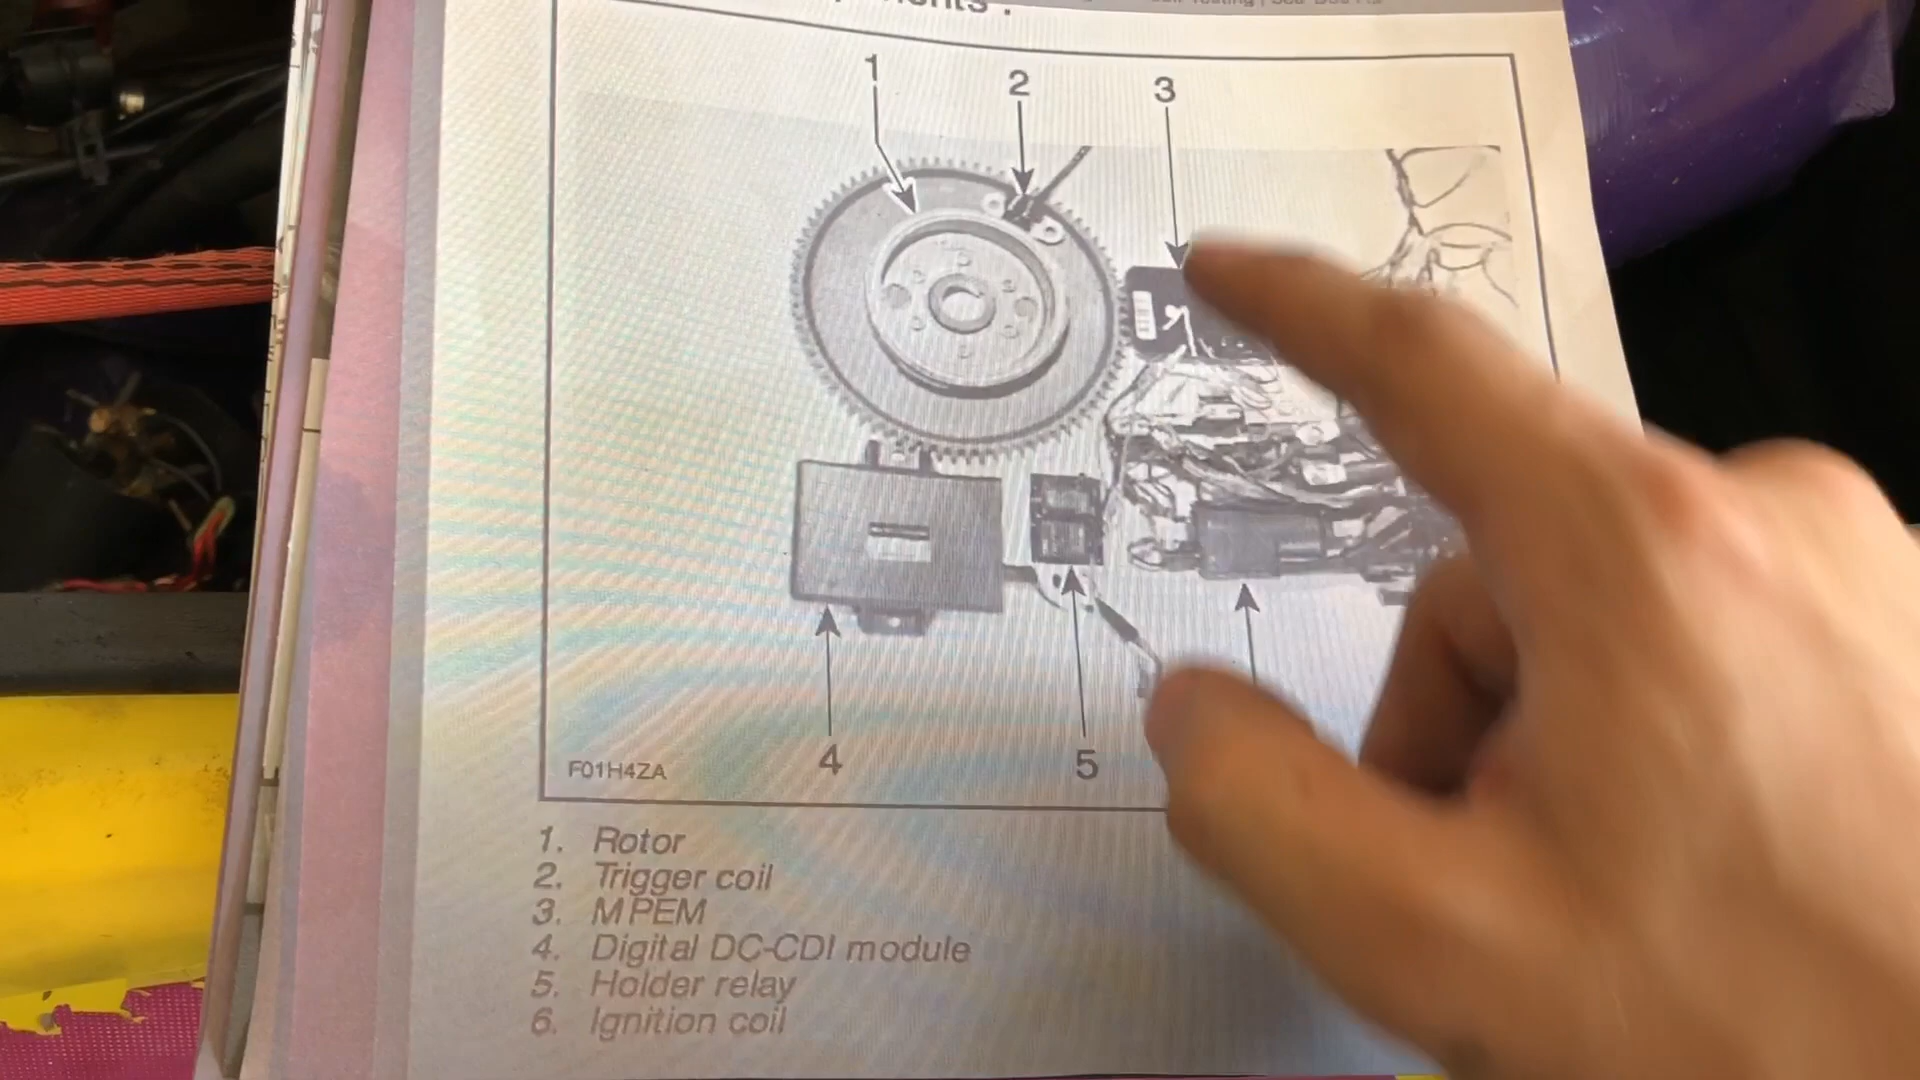 1
2
3
4
5
F01H4ZA
1. Rotor
2. Trigger coil
3. MPEM
4. Digital DC-CDI module
5. Holder relay
6. Ignition coil